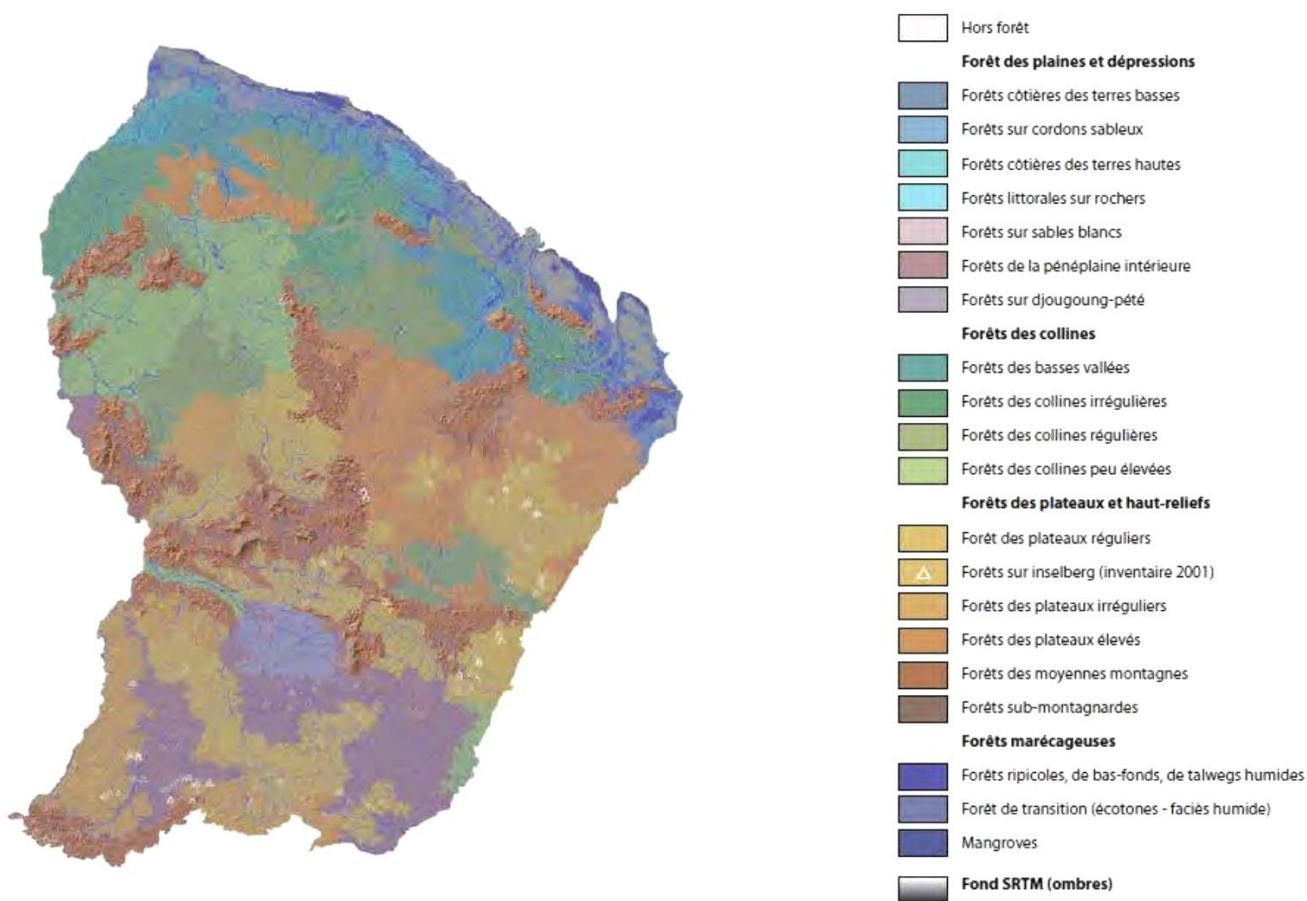 Hors forêt
Forêt des plaines et dépressions
Forêts côtières des terres basses
Forêts sur cordons sableux
Forêts côtières des terres hautes
Forêts littorales sur rochers
Forêts sur sables blancs
Forêts de la pénéplaine intérieure
Forêts sur djougoung-pété
Forêts des collines
Forêts des basses vallées
Forêts des collines irrégulières
Forêts des collines régulières
Forêts des collines peu élevées
Forêts des plateaux et haut-reliefs
Forêt des plateaux réguliers
Forêts sur inselberg (inventaire 2001)
Forêts des plateaux irréguliers
Forêts des plateaux élevés
Forêts des moyennes montagnes
Forêts sub-montagnardes
Forêts marécageuses
Forêts ripicoles, de bas-fonds, de talwegs humides
Forêt de transition (écotones - faciès humide)
Mangroves
Fond SRTM (ombres)